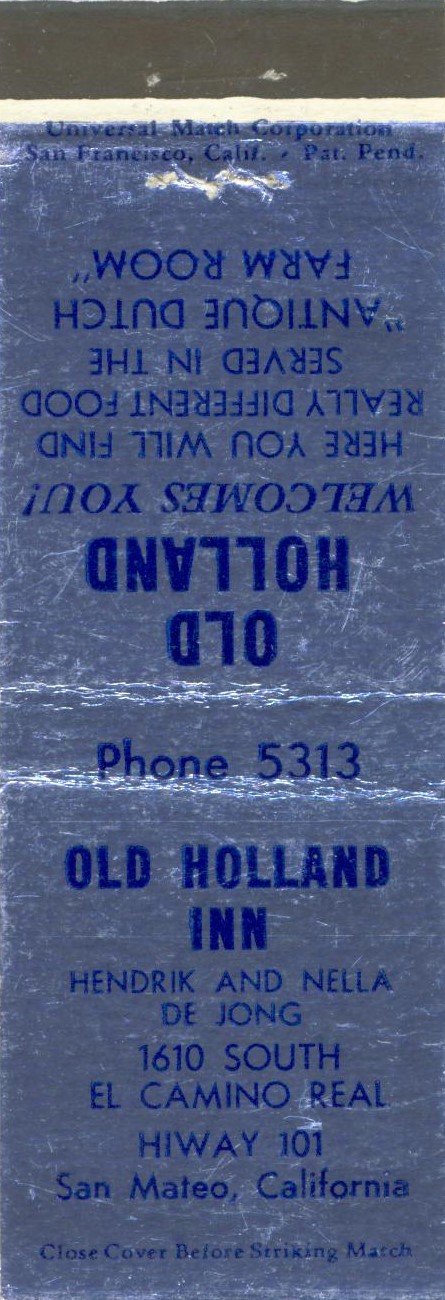 Universal Match Corporation
San Francisco, Calif. • Pat. Pend.
OLD
HOLLAND
WELCOMES YOU!
HERE YOU WILL FIND
REALLY DIFFERENT FOOD
SERVED IN THE
"ANTIQUE DUTCH
FARM ROOM"
Phone 5313
OLD HOLLAND
INN
HENDRIK AND NELLA
DE JONG
1610 SOUTH
EL CAMINO REAL
HIWAY 101
San Mateo, California
Close Cover Before Striking Match